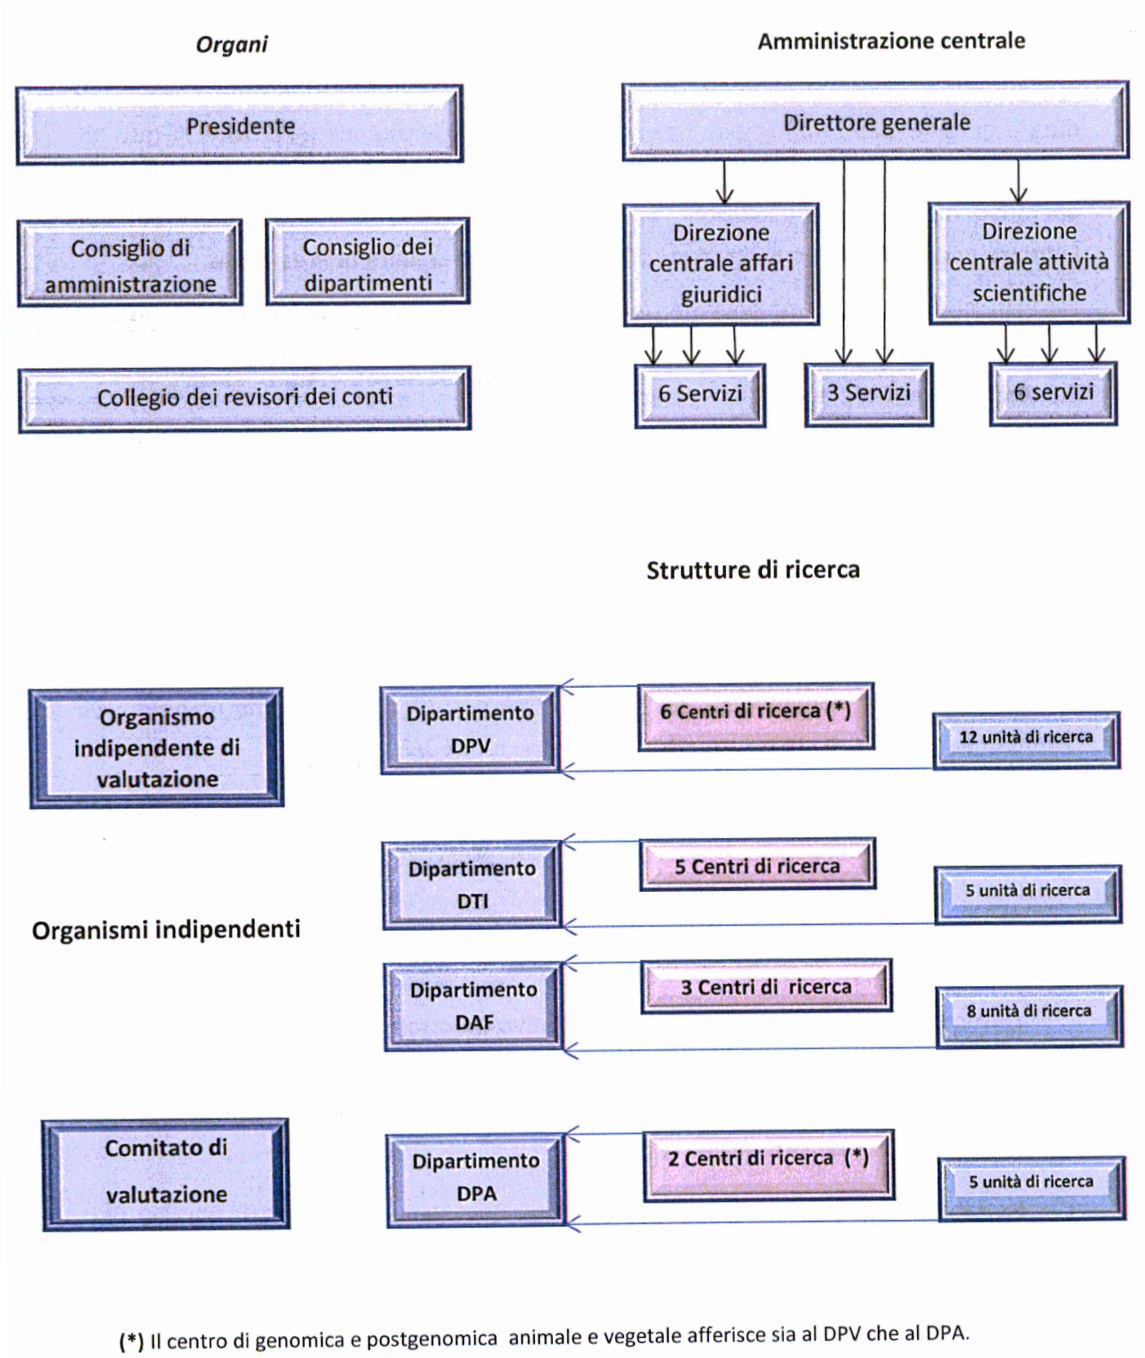 Organi
Presidente
Consiglio di
amministrazione
Consiglio dei
dipartimenti
Collegio dei revisori dei conti
Amministrazione centrale
Direttore generale
Direzione
centrale affari
giuridici
Direzione
centrale attività
scientifiche
6 Servizi
3 Servizi
6 servizi
Strutture di ricerca
Organismo
indipendente di
valutazione
Organismi indipendenti
Comitato di
valutazione
Dipartimento
DPV
6 Centri di ricerca (*)
12 unità di ricerca
Dipartimento
DTI
5 Centri di ricerca
5 unità di ricerca
Dipartimento
DAF
3 Centri di ricerca
8 unità di ricerca
Dipartimento
DPA
2 Centri di ricerca (*)
5 unità di ricerca
(*) Il centro di genomica e postgenomica animale e vegetale afferisce sia al DPV che al DPA.